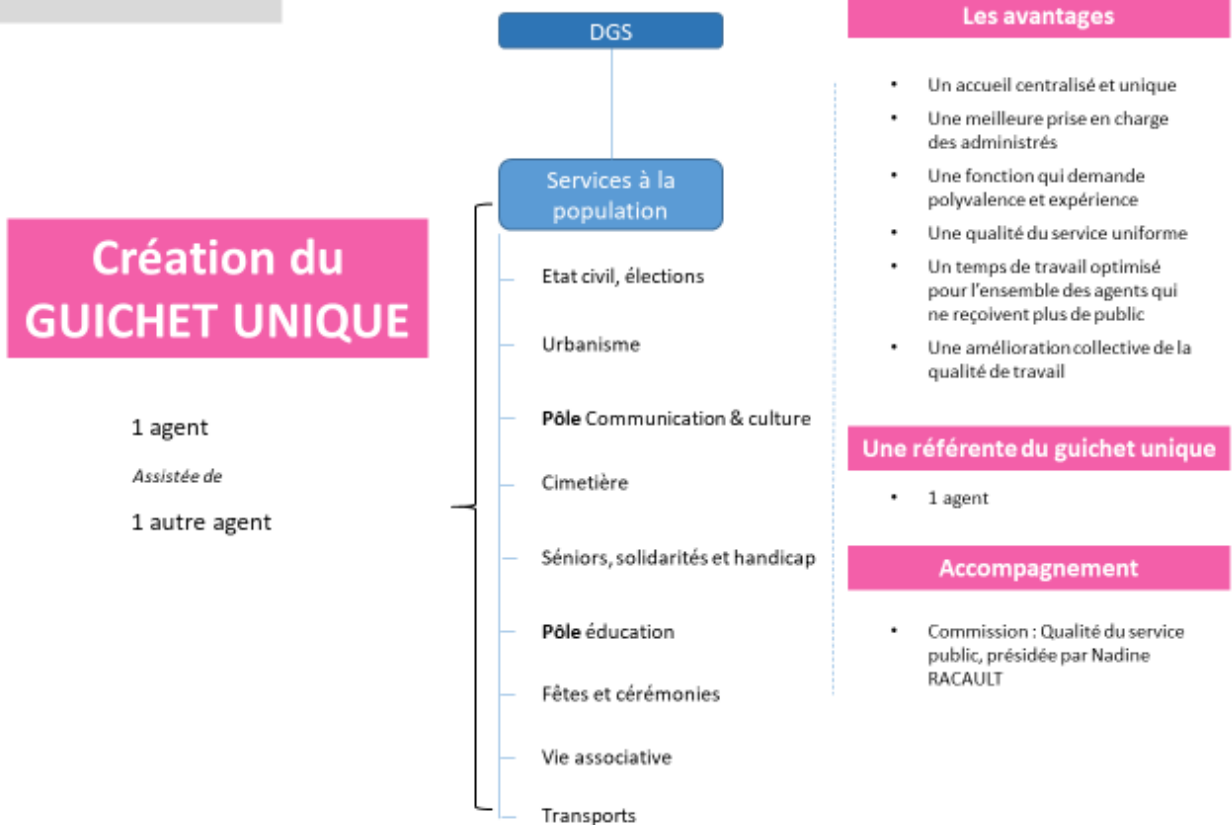 Création du
GUICHET UNIQUE
1 agent
Assistée de
1 autre agent
DGS
Services à la
population
Etat civil, élections
Urbanisme
Pôle Communication & culture
Cimetière
Séniors, solidarités et handicap
Pôle éducation
Fêtes et cérémonies
Vie associative
Transports
Les avantages
• Un accueil centralisé et unique
• Une meilleure prise en charge
des administrés
• Une fonction qui demande
polyvalence et expérience
• Une qualité du service uniforme
• Un temps de travail optimisé
pour l'ensemble des agents qui
ne reçoivent plus de public
• Une amélioration collective de la
qualité de travail
Une référente du guichet unique
• 1 agent
Accompagnement
• Commission : Qualité du service
public, présidée par Nadine
RACAULT